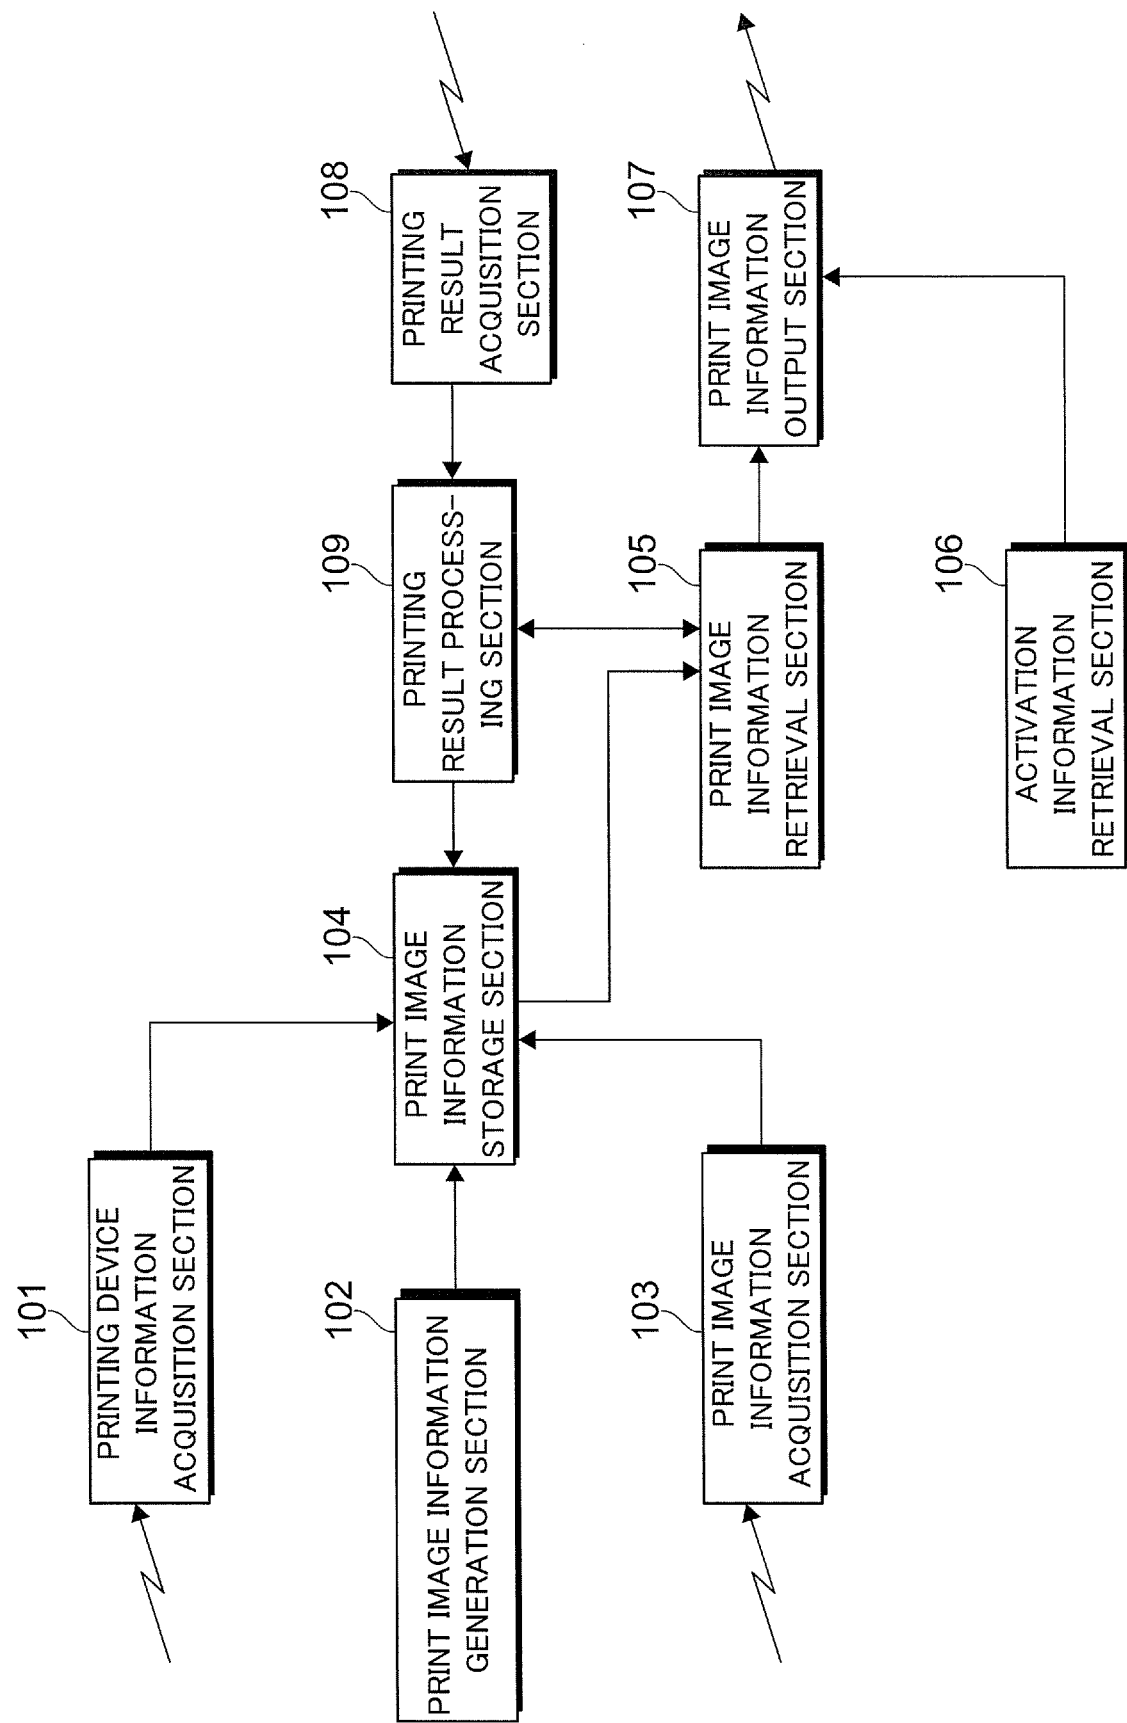 101
PRINTING DEVICE
INFORMATION
ACQUISITION SECTION
102
PRINT IMAGE INFORMATION
GENERATION SECTION
103
PRINT IMAGE
INFORMATION
ACQUISITION SECTION
104
PRINT IMAGE
INFORMATION
STORAGE SECTION
109
PRINTING
RESULT PROCESS-
ING SECTION
108
PRINTING
RESULT
ACQUISITION
SECTION
105
PRINT IMAGE
INFORMATION
RETRIEVAL SECTION
107
PRINT IMAGE
INFORMATION
OUTPUT SECTION
106
ACTIVATION
INFORMATION
RETRIEVAL SECTION